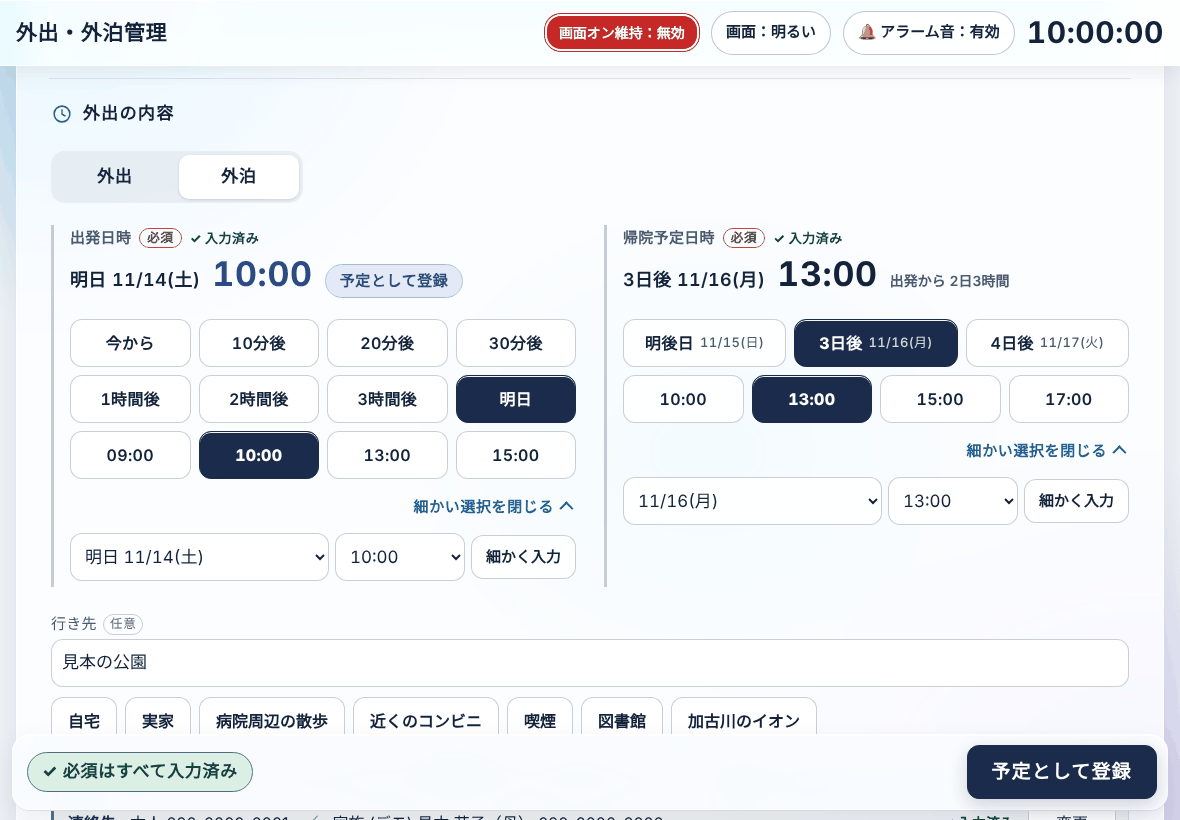 外出・外泊管理
画面オン維持：無効
画面：明るい
アラーム音：有効
10:00:00
外出の内容
外出 外泊
出発日時 必須 ✓ 入力済み
明日 11/14(土) 10:00 予定として登録
今から 10分後 20分後 30分後
1時間後 2時間後 3時間後 明日
09:00 10:00 13:00 15:00
細かい選択を閉じる
明日 11/14(土) 10:00 細かく入力
帰院予定日時 必須 ✓ 入力済み
3日後 11/16(月) 13:00 出発から 2日3時間
明後日 11/15(日) 3日後 11/16(月) 4日後 11/17(火)
10:00 13:00 15:00 17:00
細かい選択を閉じる
11/16(月) 13:00 細かく入力
行き先 任意
見本の公園
自宅 実家 病院周辺の散歩 近くのコンビニ 喫煙 図書館 加古川のイオン
✓ 必須はすべて入力済み
予定として登録